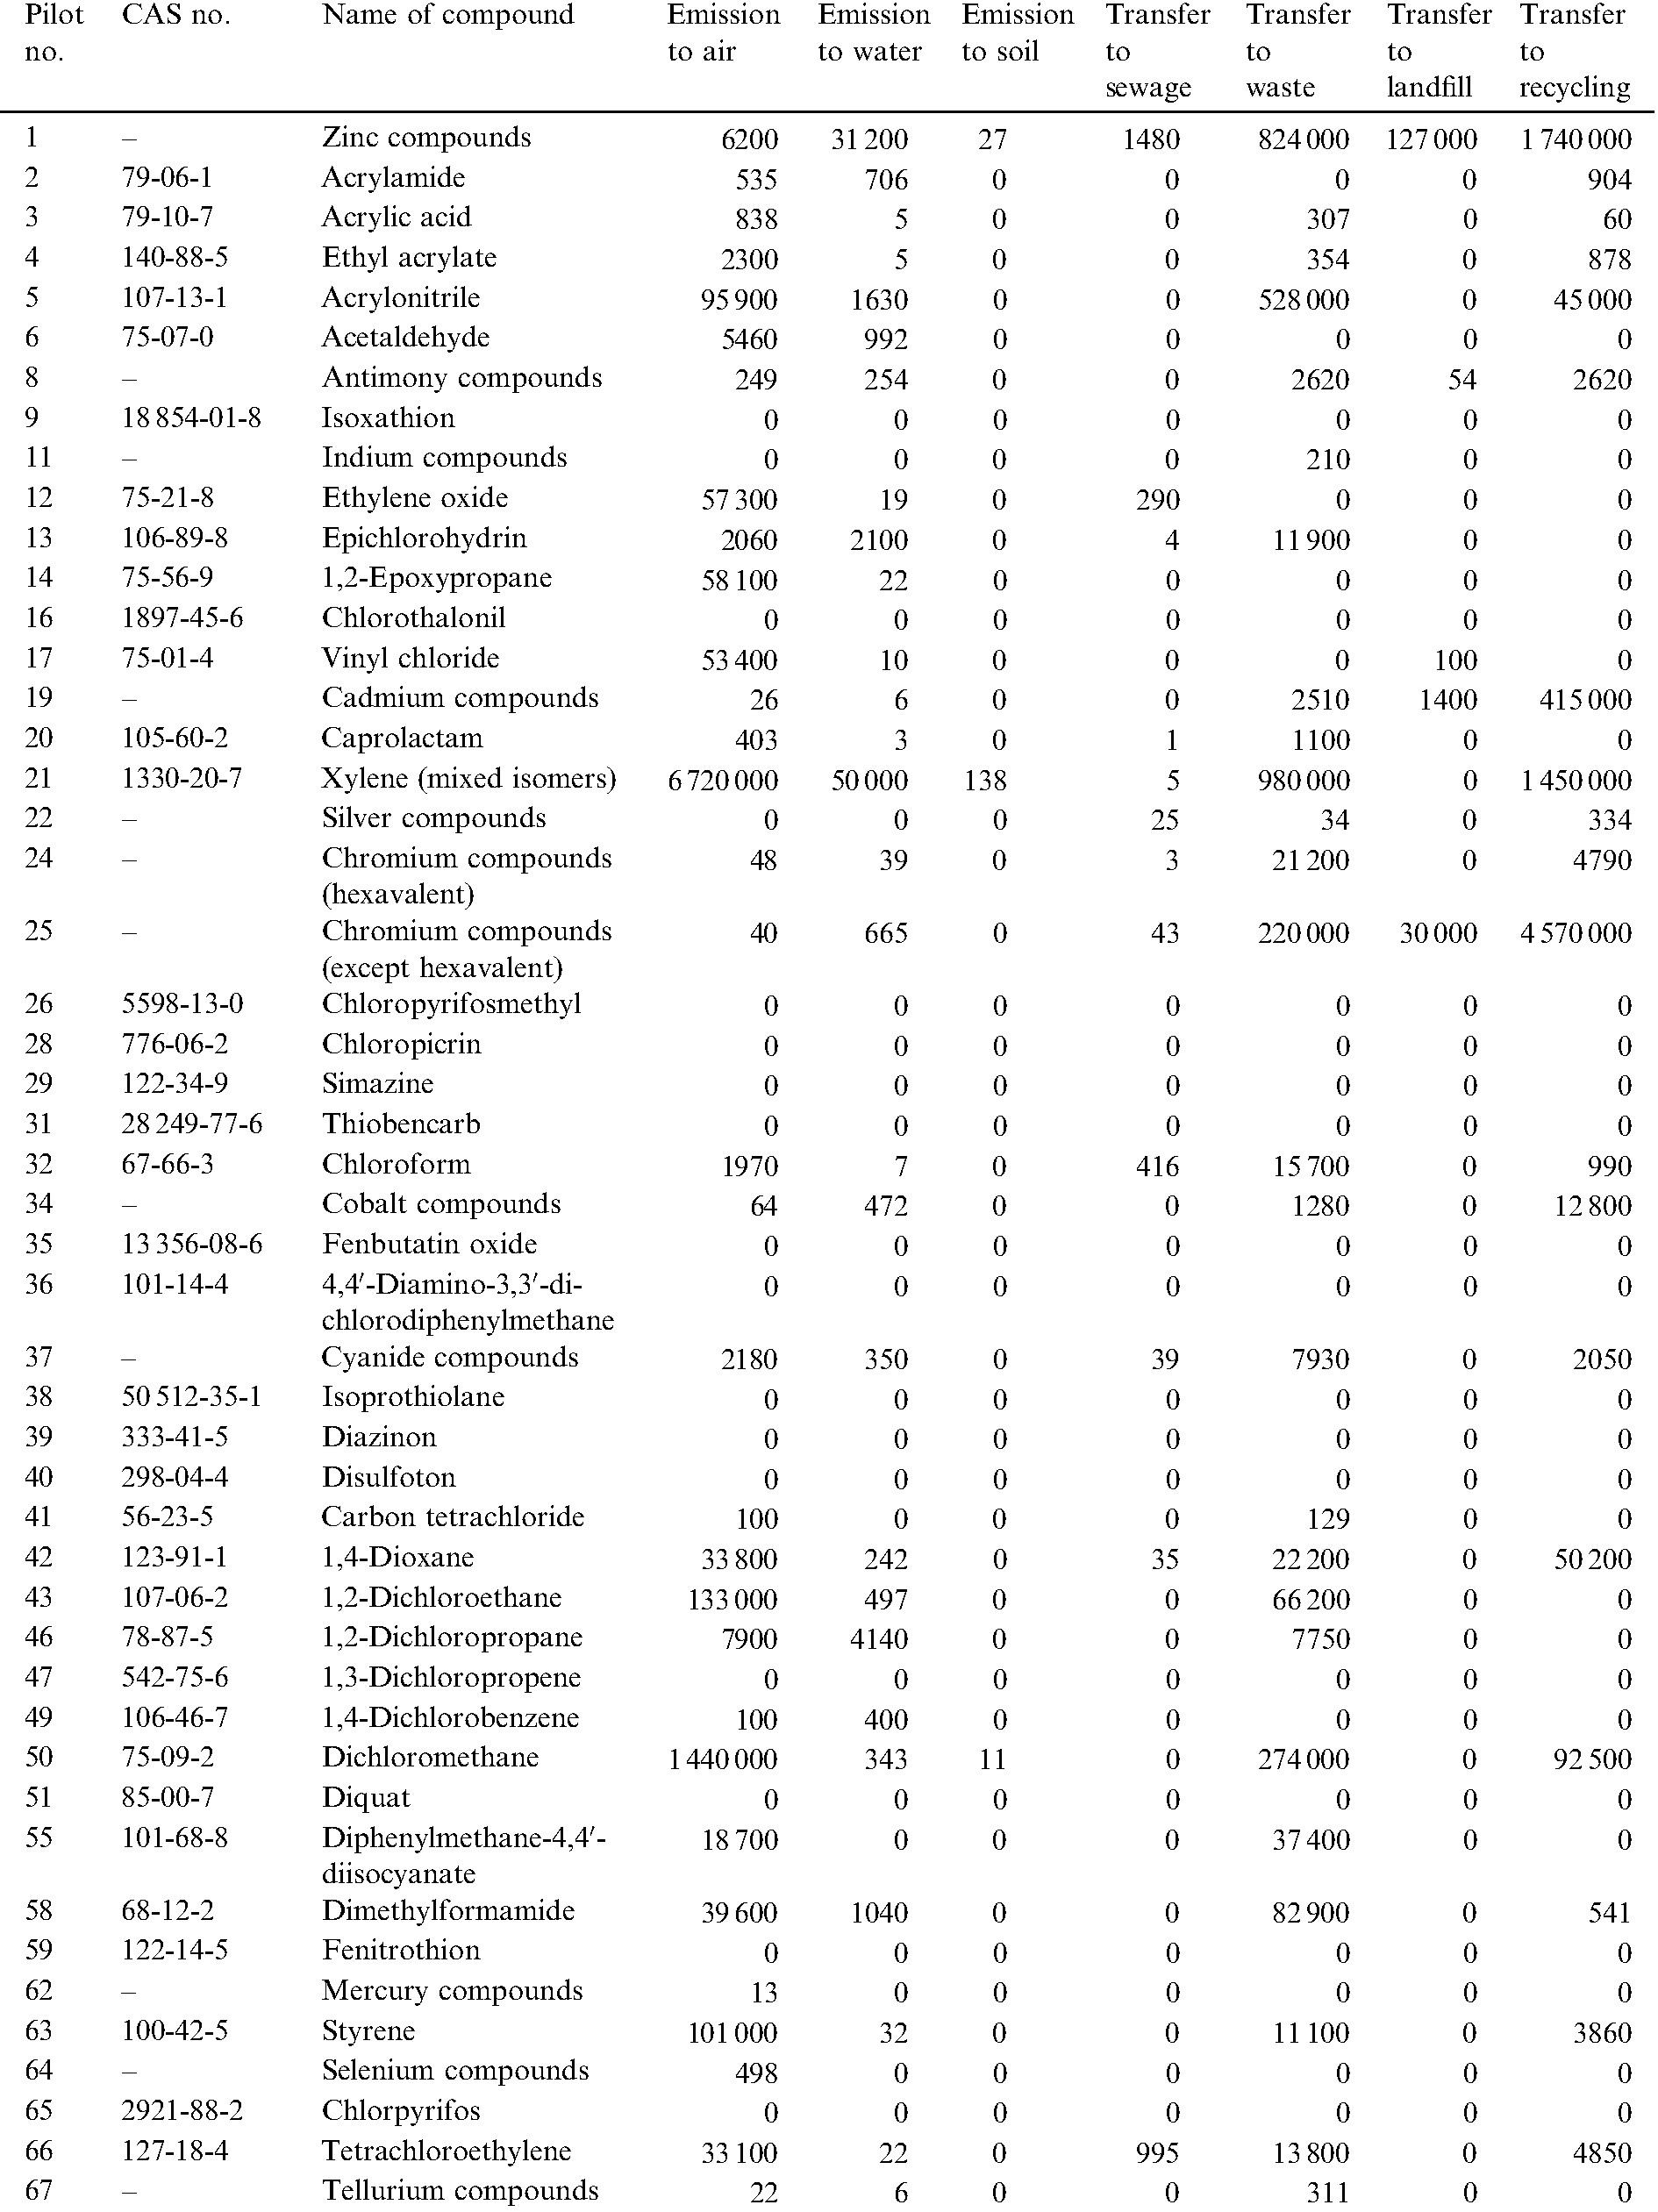 Pilot CAS no. Name of compound Emission Emission Emission Transfer Transfer Transfer Transfer
no. to air to water to soil to to to to
sewage waste landfill recycling
1 – Zinc compounds 6200 31 200 27 1480 824 000 127 000 1 740 000
2 79-06-1 Acrylamide 535 706 0 0 0 0 904
3 79-10-7 Acrylic acid 838 5 0 0 307 0 60
4 140-88-5 Ethyl acrylate 2300 5 0 0 354 0 878
5 107-13-1 Acrylonitrile 95 900 1630 0 0 528 000 0 45 000
6 75-07-0 Acetaldehyde 5460 992 0 0 0 0 0
8 – Antimony compounds 249 254 0 0 2620 54 2620
9 18 854-01-8 Isoxathion 0 0 0 0 0 0 0
11 – Indium compounds 0 0 0 0 210 0 0
12 75-21-8 Ethylene oxide 57 300 19 0 290 0 0 0
13 106-89-8 Epichlorohydrin 2060 2100 0 4 11 900 0 0
14 75-56-9 1,2-Epoxypropane 58 100 22 0 0 0 0 0
16 1897-45-6 Chlorothalonil 0 0 0 0 0 0 0
17 75-01-4 Vinyl chloride 53 400 10 0 0 0 100 0
19 – Cadmium compounds 26 6 0 0 2510 1400 415 000
20 105-60-2 Caprolactam 403 3 0 1 1100 0 0
21 1330-20-7 Xylene (mixed isomers) 6 720 000 50 000 138 5 980 000 0 1 450 000
22 – Silver compounds 0 0 0 25 34 0 334
24 – Chromium compounds 48 39 0 3 21 200 0 4790
(hexavalent)
25 – Chromium compounds 40 665 0 43 220 000 30 000 4 570 000
(except hexavalent)
26 5598-13-0 Chloropyrifosmethyl 0 0 0 0 0 0 0
28 776-06-2 Chloropicrin 0 0 0 0 0 0 0
29 122-34-9 Simazine 0 0 0 0 0 0 0
31 28 249-77-6 Thiobencarb 0 0 0 0 0 0 0
32 67-66-3 Chloroform 1970 7 0 416 15 700 0 990
34 – Cobalt compounds 64 472 0 0 1280 0 12 800
35 13 356-08-6 Fenbutatin oxide 0 0 0 0 0 0 0
36 101-14-4 4,4′-Diamino-3,3′-di- 0 0 0 0 0 0 0
chlorodiphenylmethane
37 – Cyanide compounds 2180 350 0 39 7930 0 2050
38 50 512-35-1 Isoprothiolane 0 0 0 0 0 0 0
39 333-41-5 Diazinon 0 0 0 0 0 0 0
40 298-04-4 Disulfoton 0 0 0 0 0 0 0
41 56-23-5 Carbon tetrachloride 100 0 0 0 129 0 0
42 123-91-1 1,4-Dioxane 33 800 242 0 35 22 200 0 50 200
43 107-06-2 1,2-Dichloroethane 133 000 497 0 0 66 200 0 0
46 78-87-5 1,2-Dichloropropane 7900 4140 0 0 7750 0 0
47 542-75-6 1,3-Dichloropropene 0 0 0 0 0 0 0
49 106-46-7 1,4-Dichlorobenzene 100 400 0 0 0 0 0
50 75-09-2 Dichloromethane 1 440 000 343 11 0 274 000 0 92 500
51 85-00-7 Diquat 0 0 0 0 0 0 0
55 101-68-8 Diphenylmethane-4,4′- 18 700 0 0 0 37 400 0 0
diisocyanate
58 68-12-2 Dimethylformamide 39 600 1040 0 0 82 900 0 541
59 122-14-5 Fenitrothion 0 0 0 0 0 0 0
62 – Mercury compounds 13 0 0 0 0 0 0
63 100-42-5 Styrene 101 000 32 0 0 11 100 0 3860
64 – Selenium compounds 498 0 0 0 0 0 0
65 2921-88-2 Chlorpyrifos 0 0 0 0 0 0 0
66 127-18-4 Tetrachloroethylene 33 100 22 0 995 13 800 0 4850
67 – Tellurium compounds 22 6 0 0 311 0 0